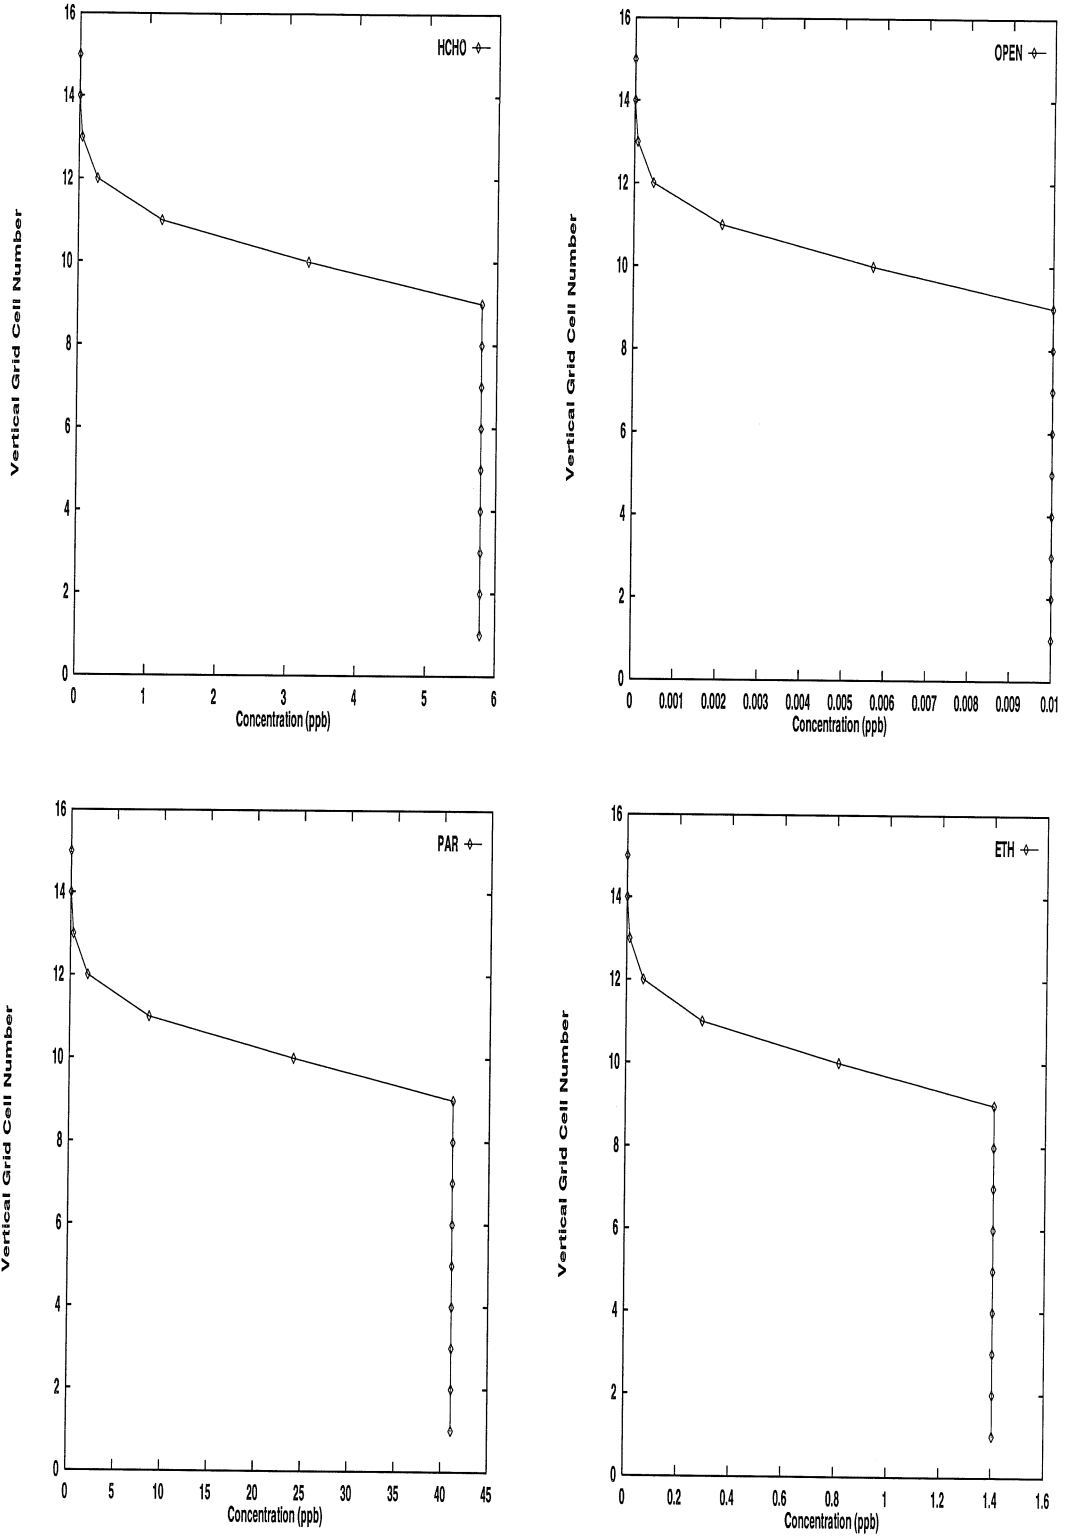 16
14
12
10
8
6
4
2
0
Vertical Grid Cell Number
HCHO
0 1 2 3 4 5 6
Concentration (ppb)
16
14
12
10
8
6
4
2
0
Vertical Grid Cell Number
OPEN
0 0.001 0.002 0.003 0.004 0.005 0.006 0.007 0.008 0.009 0.01
Concentration (ppb)
16
14
12
10
8
6
4
2
0
Vertical Grid Cell Number
PAR
0 5 10 15 20 25 30 35 40 45
Concentration (ppb)
16
14
12
10
8
6
4
2
0
Vertical Grid Cell Number
ETH
0 0.2 0.4 0.6 0.8 1 1.2 1.4 1.6
Concentration (ppb)